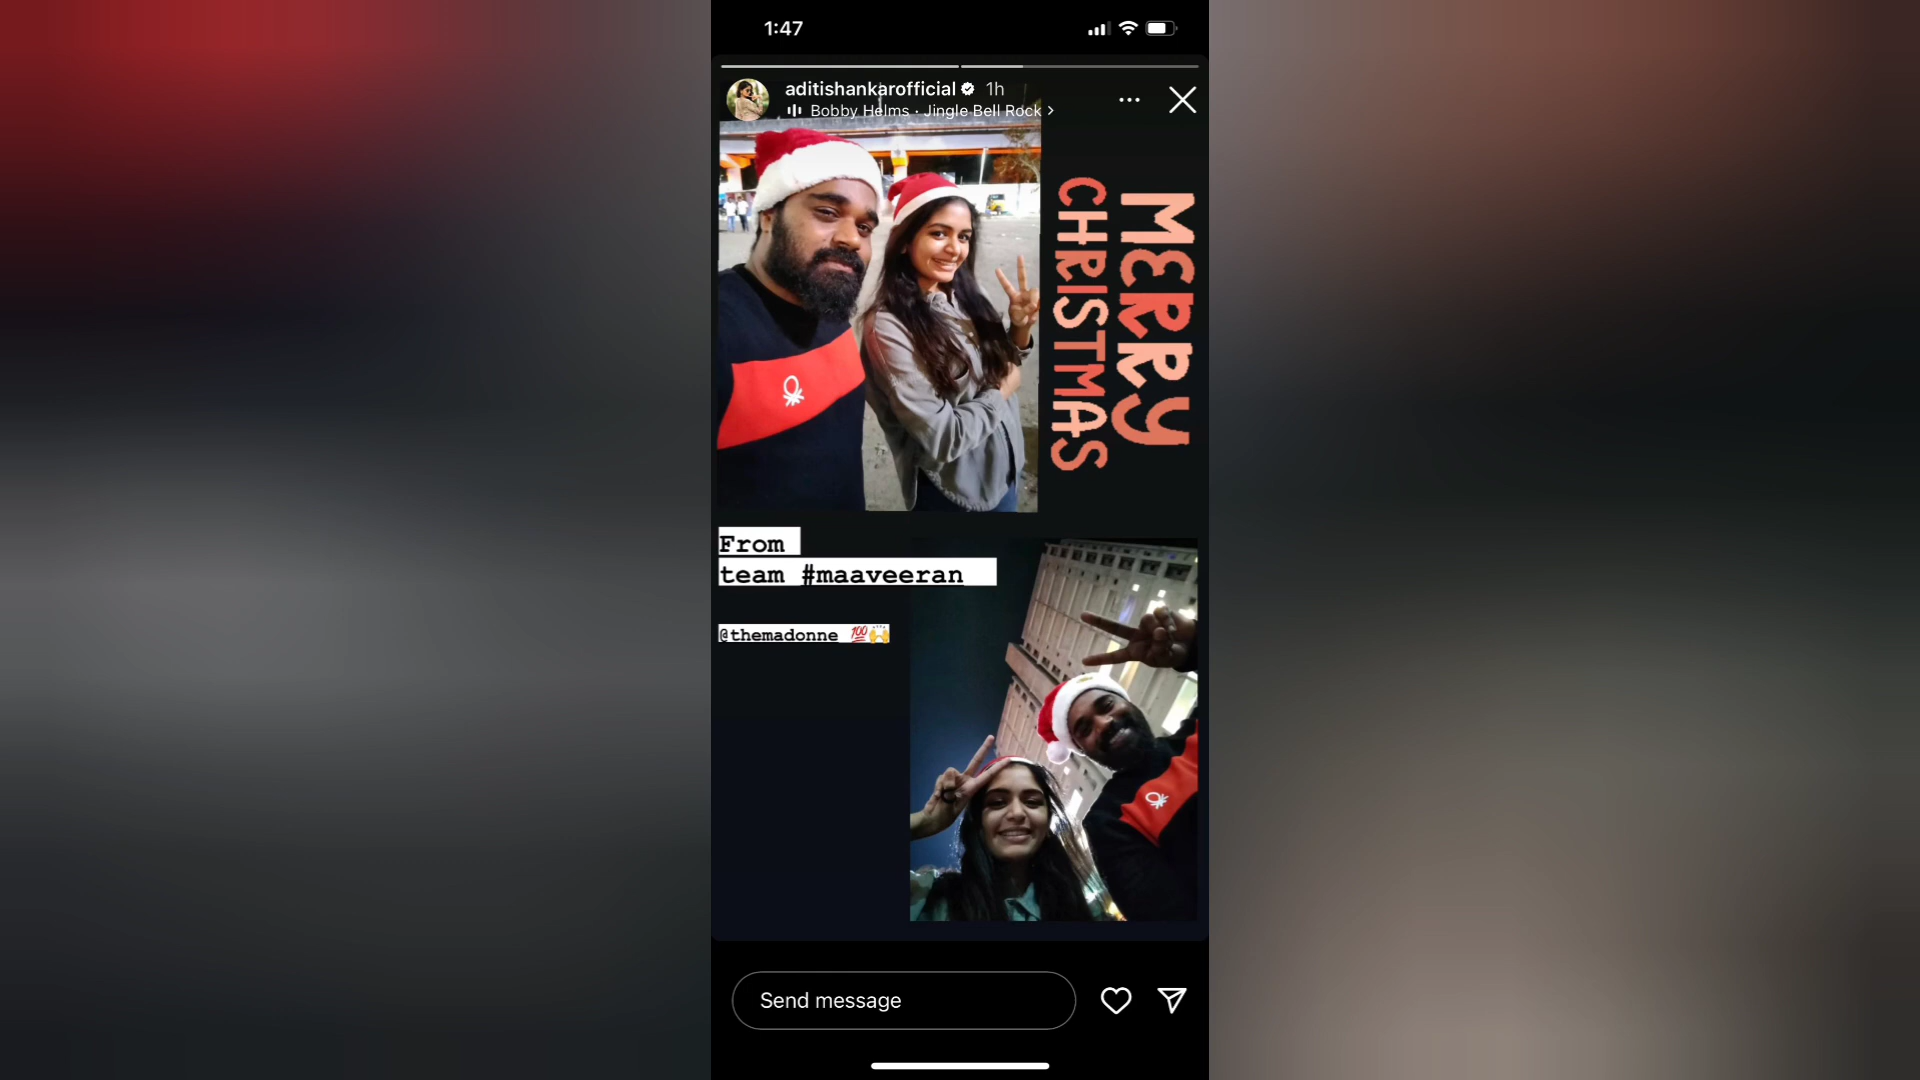 1:47
aditishankarofficial 1h
Bobby Helms · Jingle Bell Rock >
MERRY
CHRISTMAS
From
team #maaveeran
@themadonne 💯🙌
Send message